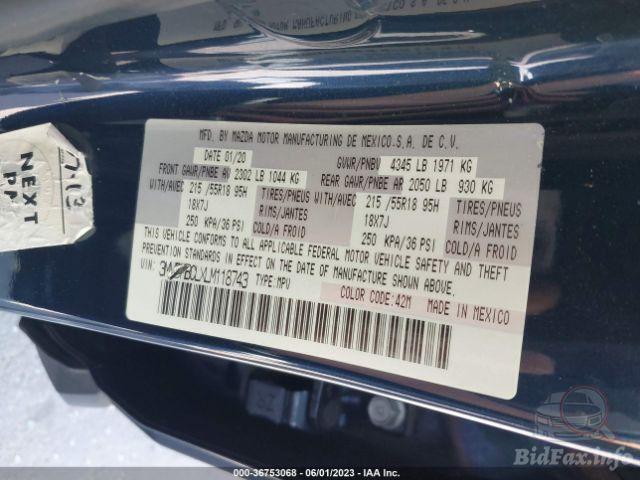 MFD. BY MAZDA MOTOR MANUFACTURING DE MEXICO.S.A. DE C.V.
DATE 01/20
GVWR/PNBV 4345 LB 1971 KG
FRONT GAWR/PNBE AV 2302 LB 1044 KG
REAR GAWR/PNBE AR 2050 LB 930 KG
WITH/AVEC 215/55R18 95H TIRES/PNEUS
WITH/AVEC 215/55R18 95H TIRES/PNEUS
18X7J RIMS/JANTES
18X7J RIMS/JANTES
250 KPA/36 PSI COLD/A FROID
250 KPA/36 PSI COLD/A FROID
THIS VEHICLE CONFORMS TO ALL APPLICABLE FEDERAL MOTOR VEHICLE SAFETY AND THEFT
PREVENTION STANDARDS IN EFFECT ON THE DATE OF MANUFACTURE SHOWN ABOVE.
VIN: TYPE:MPV
COLOR CODE:42M MADE IN MEXICO
NEXT
000-36753068 - 06/01/2023 - IAA Inc.
BidFax.info